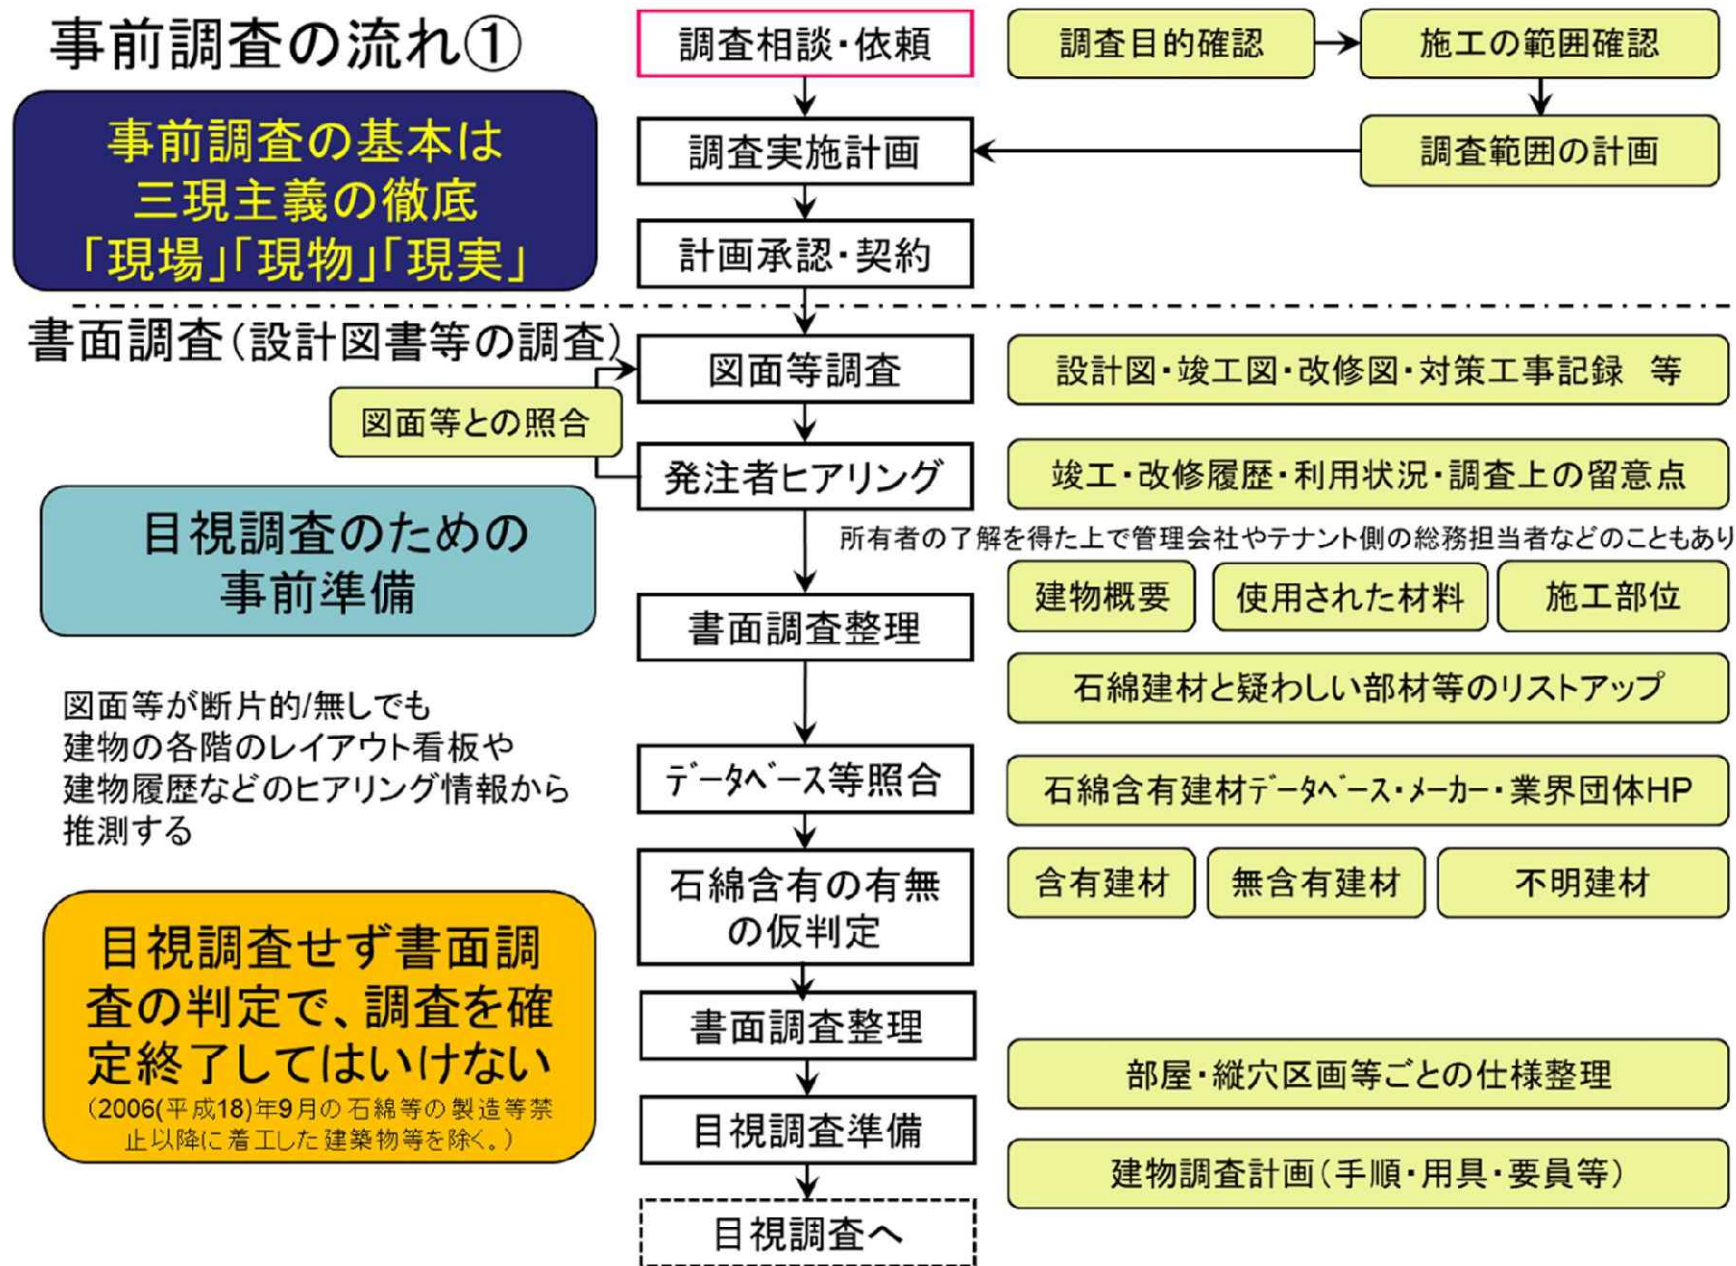 事前調査の流れ①
調査相談・依頼
調査目的確認
施工の範囲確認
事前調査の基本は
三現主義の徹底
「現場」「現物」「現実」
調査実施計画
調査範囲の計画
計画承認・契約
書面調査(設計図書等の調査)
図面等調査
設計図・竣工図・改修図・対策工事記録 等
図面等との照合
発注者ヒアリング
竣工・改修履歴・利用状況・調査上の留意点
所有者の了解を得た上で管理会社やテナント側の総務担当者などのこともあり
目視調査のための
事前準備
書面調査整理
建物概要
使用された材料
施工部位
石綿建材と疑わしい部材等のリストアップ
図面等が断片的/無しでも
建物の各階のレイアウト看板や
建物履歴などのヒアリング情報から
推測する
データベース等照合
石綿含有建材データベース・メーカー・業界団体HP
石綿含有の有無
の仮判定
含有建材
無含有建材
不明建材
目視調査せず書面調
査の判定で、調査を確
定終了してはいけない
(2006(平成18)年9月の石綿等の製造等禁
止以降に着工した建築物等を除く。)
書面調査整理
部屋・縦穴区画等ごとの仕様整理
目視調査準備
建物調査計画(手順・用具・要員等)
目視調査へ